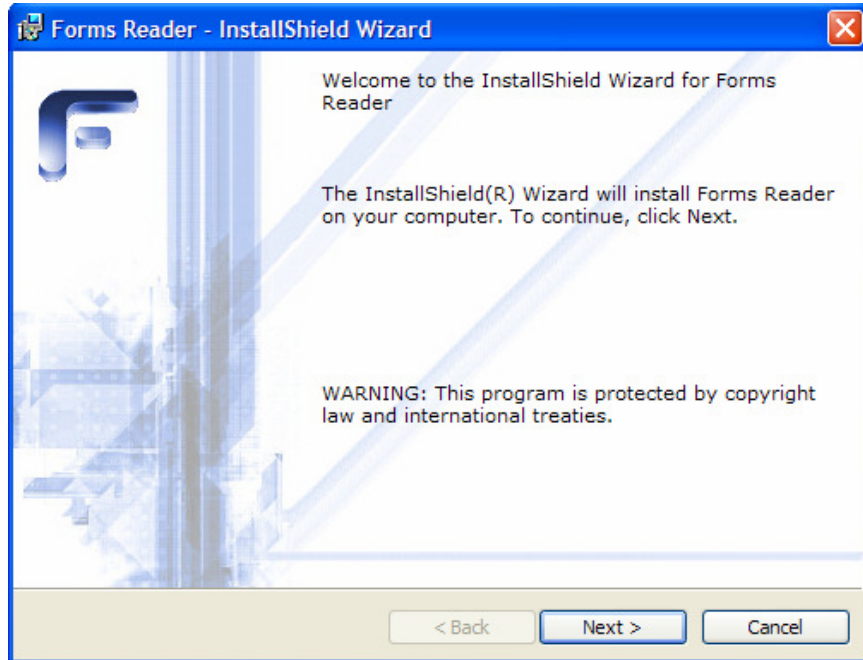 Forms Reader - InstallShield Wizard
Welcome to the InstallShield Wizard for Forms
Reader
The InstallShield(R) Wizard will install Forms Reader
on your computer. To continue, click Next.
WARNING: This program is protected by copyright
law and international treaties.
< Back Next > Cancel